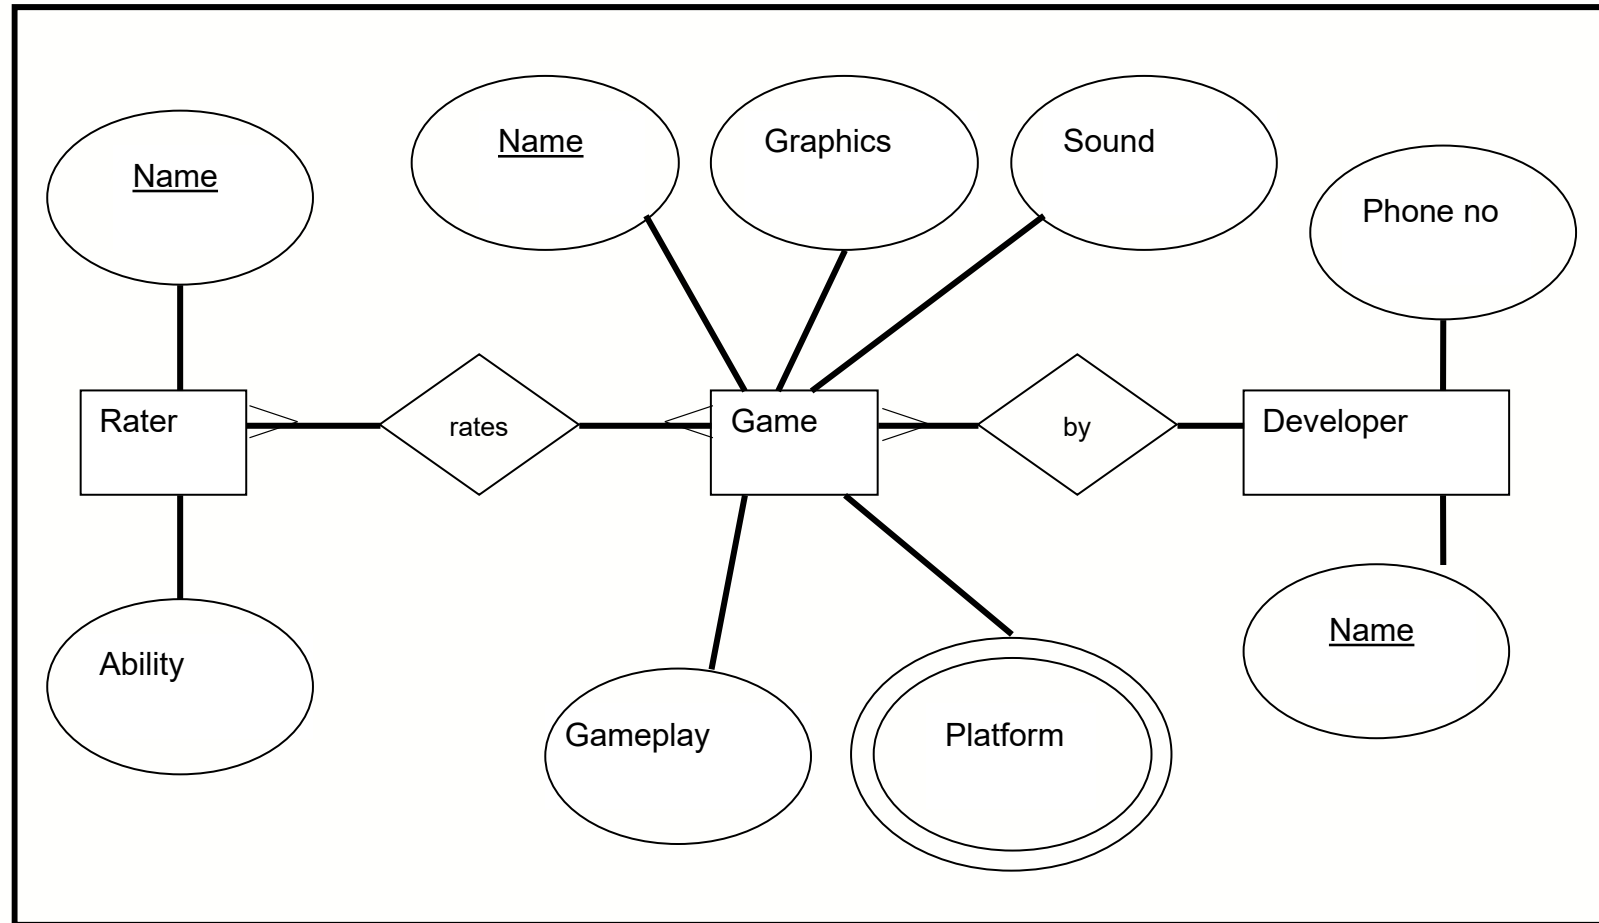 Name
Graphics
Sound
Name
Phone no
Rater
rates
Game
by
Developer
Name
Ability
Gameplay
Platform